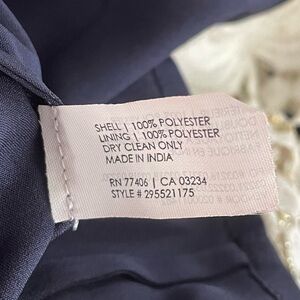 SHELL | 100% POLYESTER
LINING | 100% POLYESTER
DRY CLEAN ONLY
MADE IN INDIA
RN 77406 | CA 03234
STYLE # 295521175